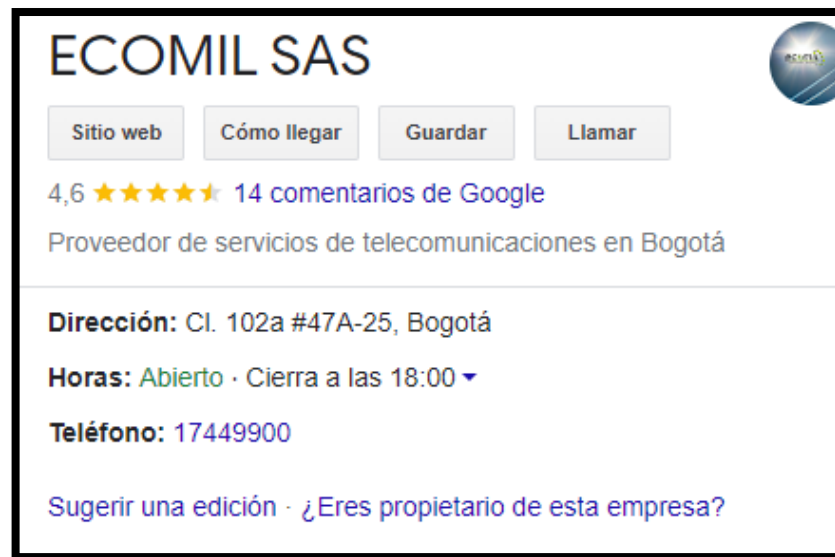 ECOMIL SAS
Sitio web Cómo llegar Guardar Llamar
4,6 14 comentarios de Google
Proveedor de servicios de telecomunicaciones en Bogotá
Dirección: Cl. 102a #47A-25, Bogotá
Horas: Abierto · Cierra a las 18:00
Teléfono: 17449900
Sugerir una edición · ¿Eres propietario de esta empresa?